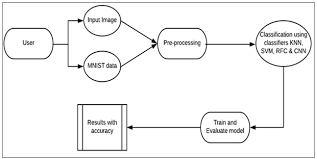 User
Input Image
MNIST data
Pre-processing
Classification using
classifiers KNN,
SVM, RFC & CNN
Train and
Evaluate model
Results with
accuracy